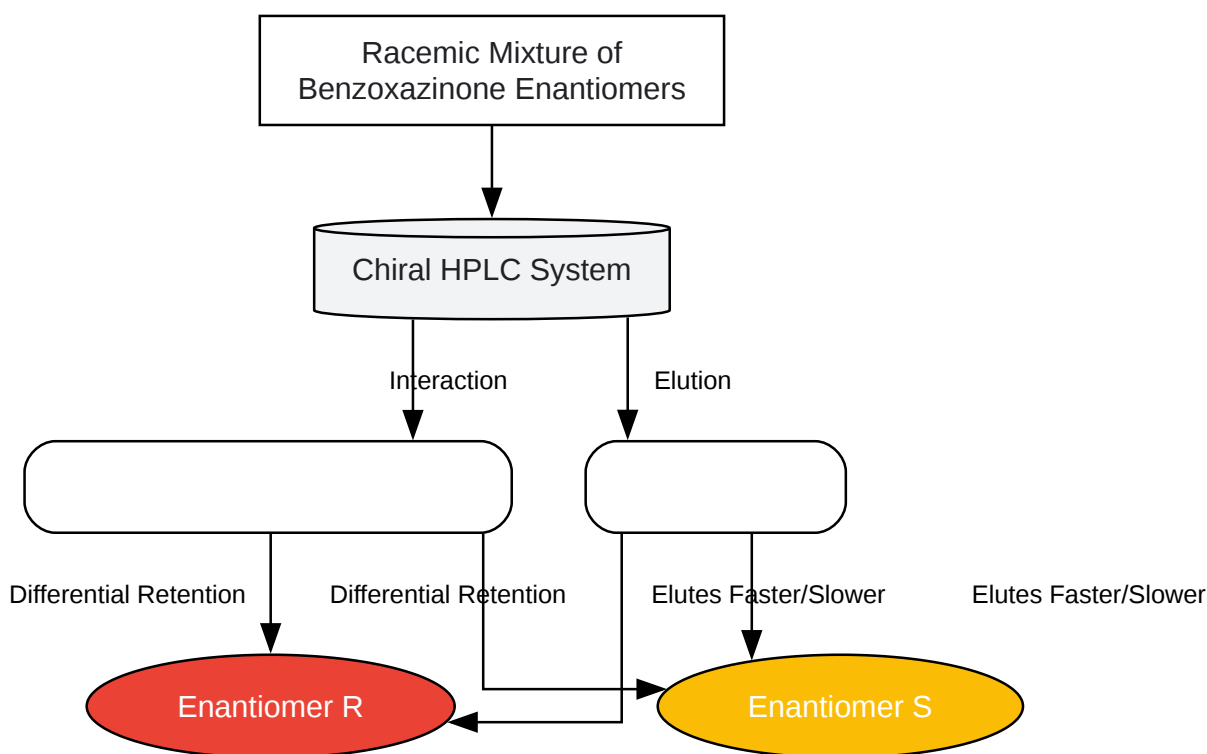 Racemic Mixture of
Benzoxazinone Enantiomers
Chiral HPLC System
Interaction
Elution
Differential Retention
Differential Retention
Elutes Faster/Slower
Elutes Faster/Slower
Enantiomer R
Enantiomer S